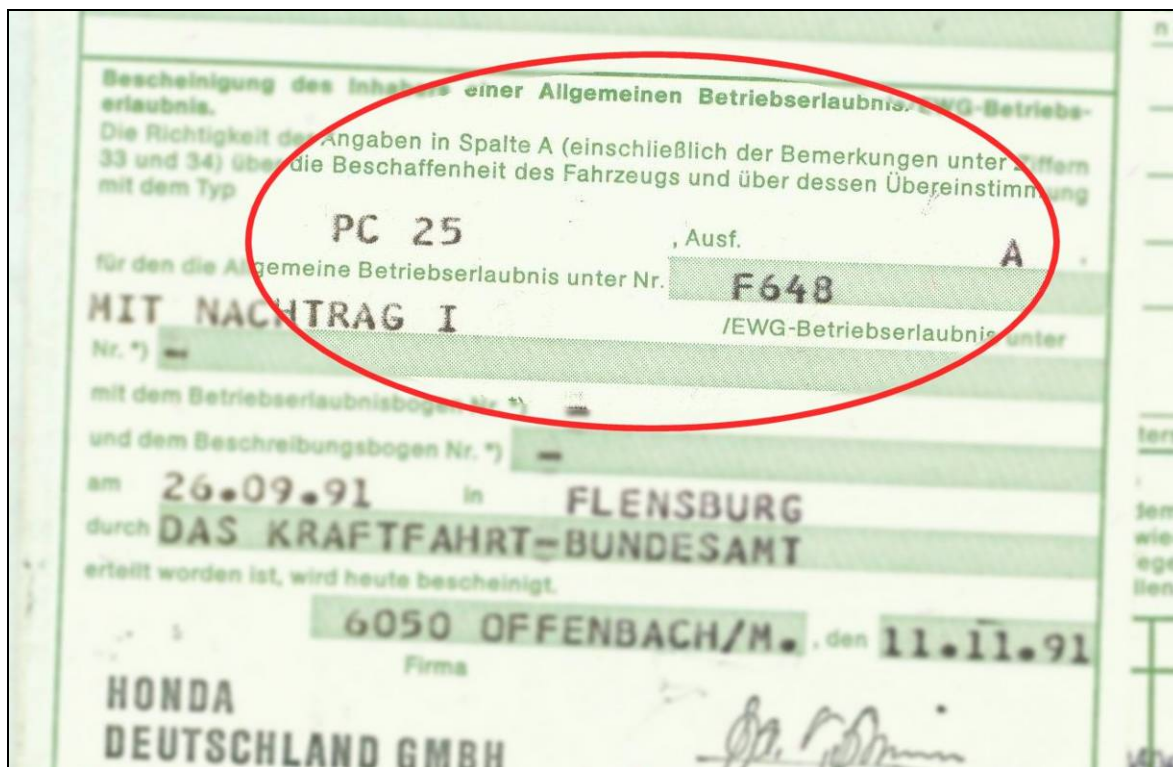 Bescheinigung des Inhabers einer Allgemeinen Betriebserlaubnis/EWG-Betriebs-
erlaubnis.
Die Richtigkeit der Angaben in Spalte A (einschließlich der Bemerkungen unter Ziffern
33 und 34) über die Beschaffenheit des Fahrzeugs und über dessen Übereinstimmung
mit dem Typ
PC 25 , Ausf. A .
für den die Allgemeine Betriebserlaubnis unter Nr. F648
MIT NACHTRAG I /EWG-Betriebserlaubnis unter
Nr. *) –
mit dem Betriebserlaubnisbogen Nr. *) –
und dem Beschreibungsbogen Nr. *) –
am 26.09.91 in FLENSBURG
durch DAS KRAFTFAHRT-BUNDESAMT
erteilt worden ist, wird heute bescheinigt.
6050 OFFENBACH/M. , den 11.11.91
Firma
HONDA
DEUTSCHLAND GMBH